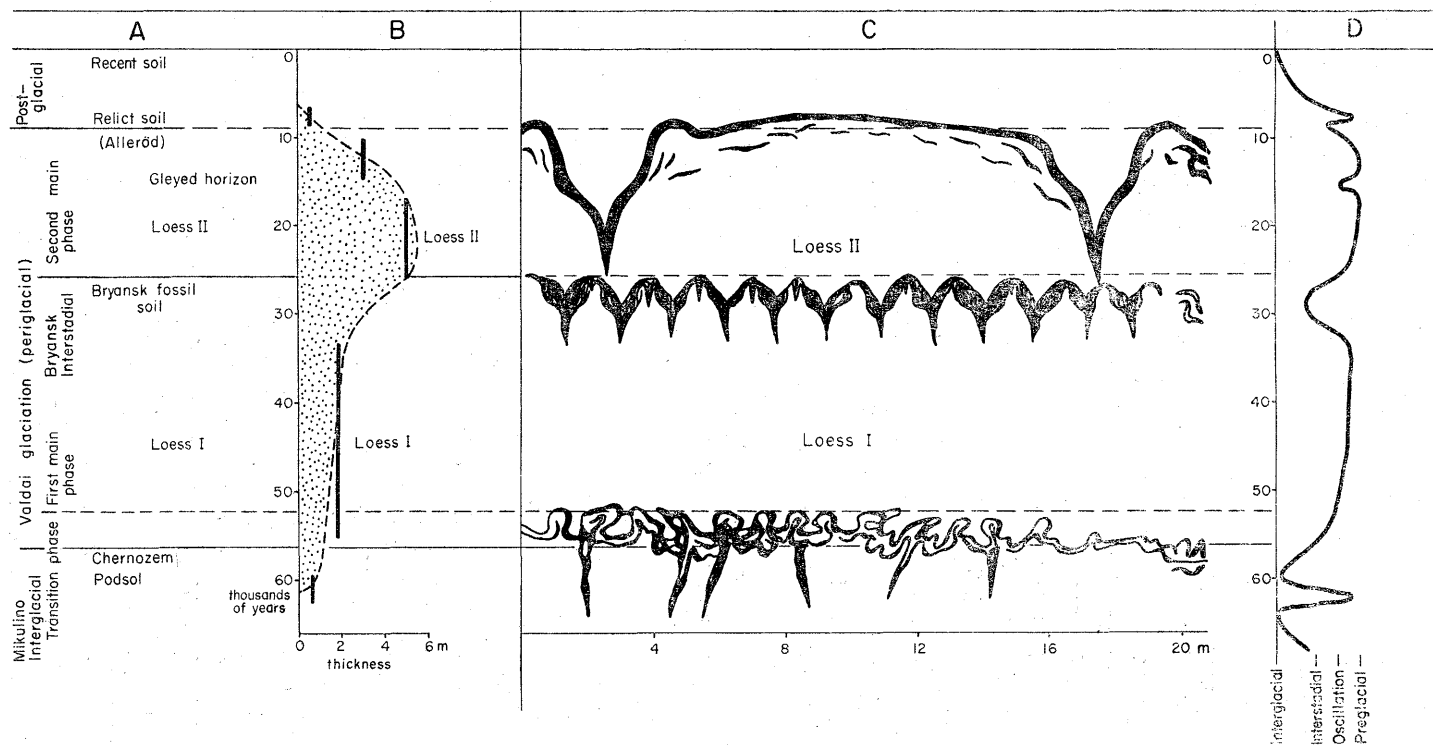 A
B
C
D
Post-
glacial
Valdai glaciation (periglacial)
Second main
phase
Bryansk
Interstadial
First main
phase
Transition phase
Mikulino
Interglacial
Recent soil
Relict soil
(Alleröd)
Gleyed horizon
Loess II
Bryansk fossil
soil
Loess I
Chernozem
Podsol
0
10
20
30
40
50
60
thousands
of years
Loess II
Loess I
0
2
4
6 m
thickness
Loess II
Loess I
4
8
12
16
20 m
0
10
20
30
40
50
60
Interglacial
Interstadial
Oscillation
Preglacial